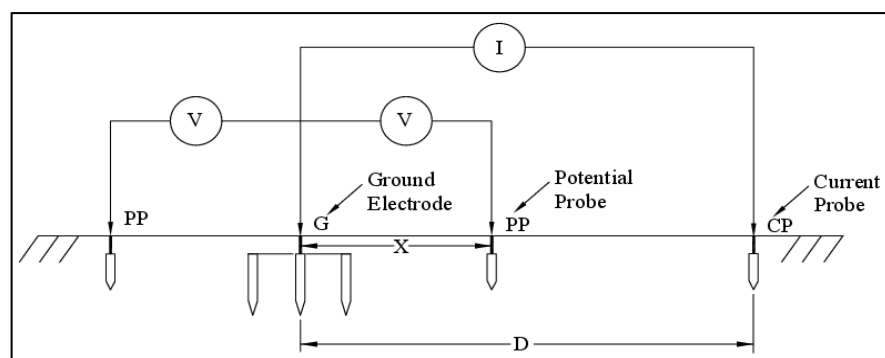 I
V
V
Ground
Electrode
Potential
Probe
Current
Probe
PP
G
PP
CP
X
D